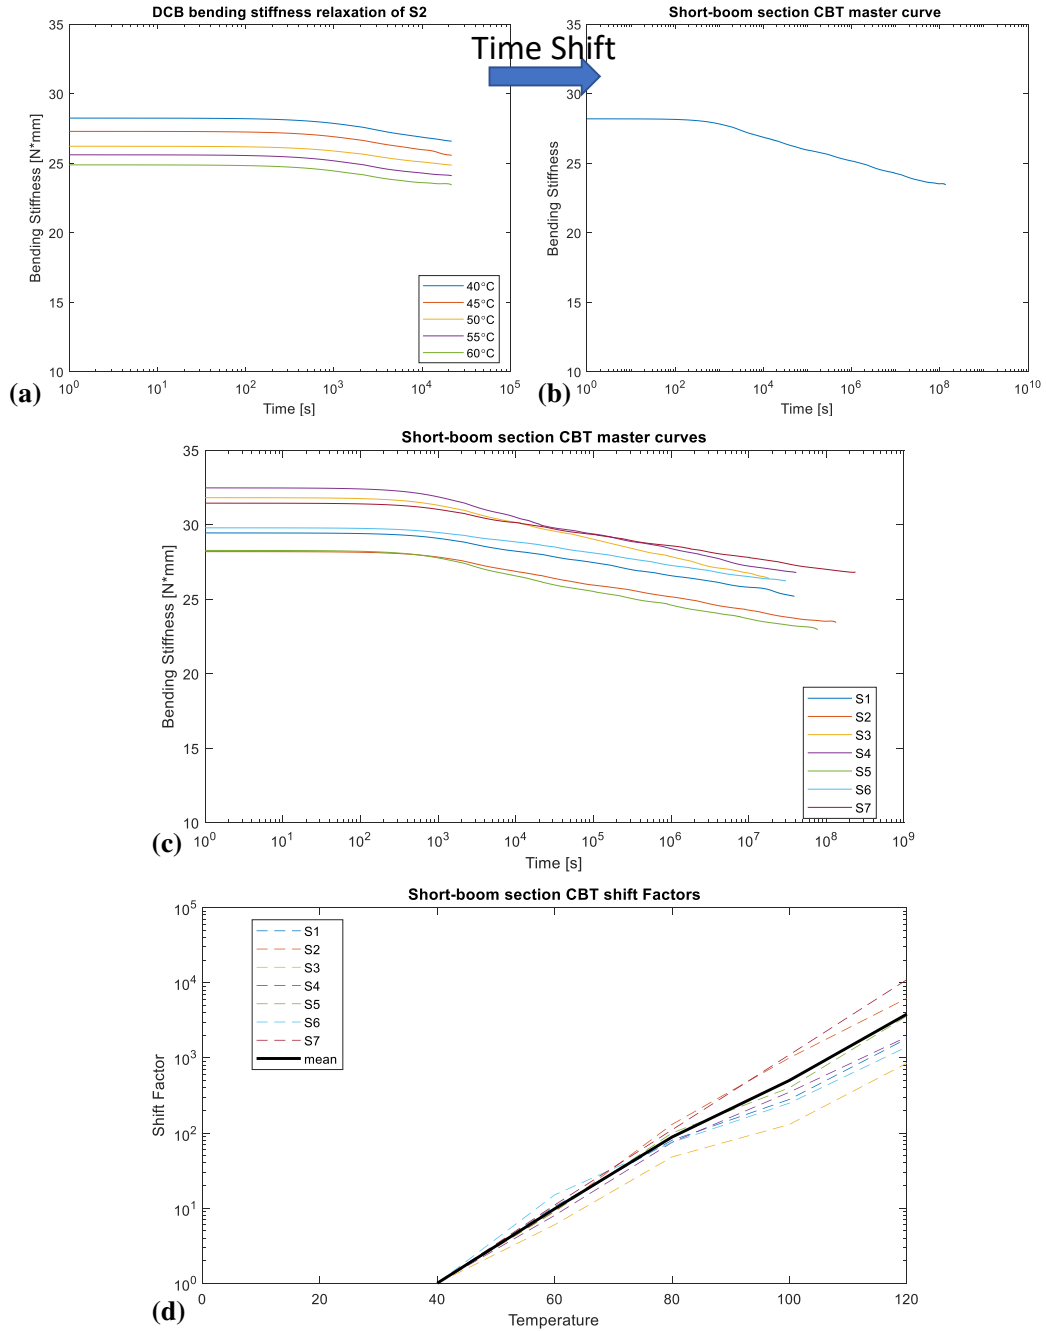 DCB bending stiffness relaxation of S2
Short-boom section CBT master curve
Time Shift
35
30
25
20
15
10
Bending Stiffness [N*mm]
40°C
45°C
50°C
55°C
60°C
10^0 10^1 10^2 10^3 10^4 10^5
Time [s]
(a)
35
30
25
20
15
10
Bending Stiffness
10^0 10^2 10^4 10^6 10^8 10^10
Time [s]
(b)
Short-boom section CBT master curves
35
30
25
20
15
10
Bending Stiffness [N*mm]
S1
S2
S3
S4
S5
S6
S7
10^0 10^1 10^2 10^3 10^4 10^5 10^6 10^7 10^8 10^9
Time [s]
(c)
Short-boom section CBT shift Factors
10^5
10^4
10^3
10^2
10^1
10^0
Shift Factor
S1
S2
S3
S4
S5
S6
S7
mean
0 20 40 60 80 100 120
Temperature
(d)